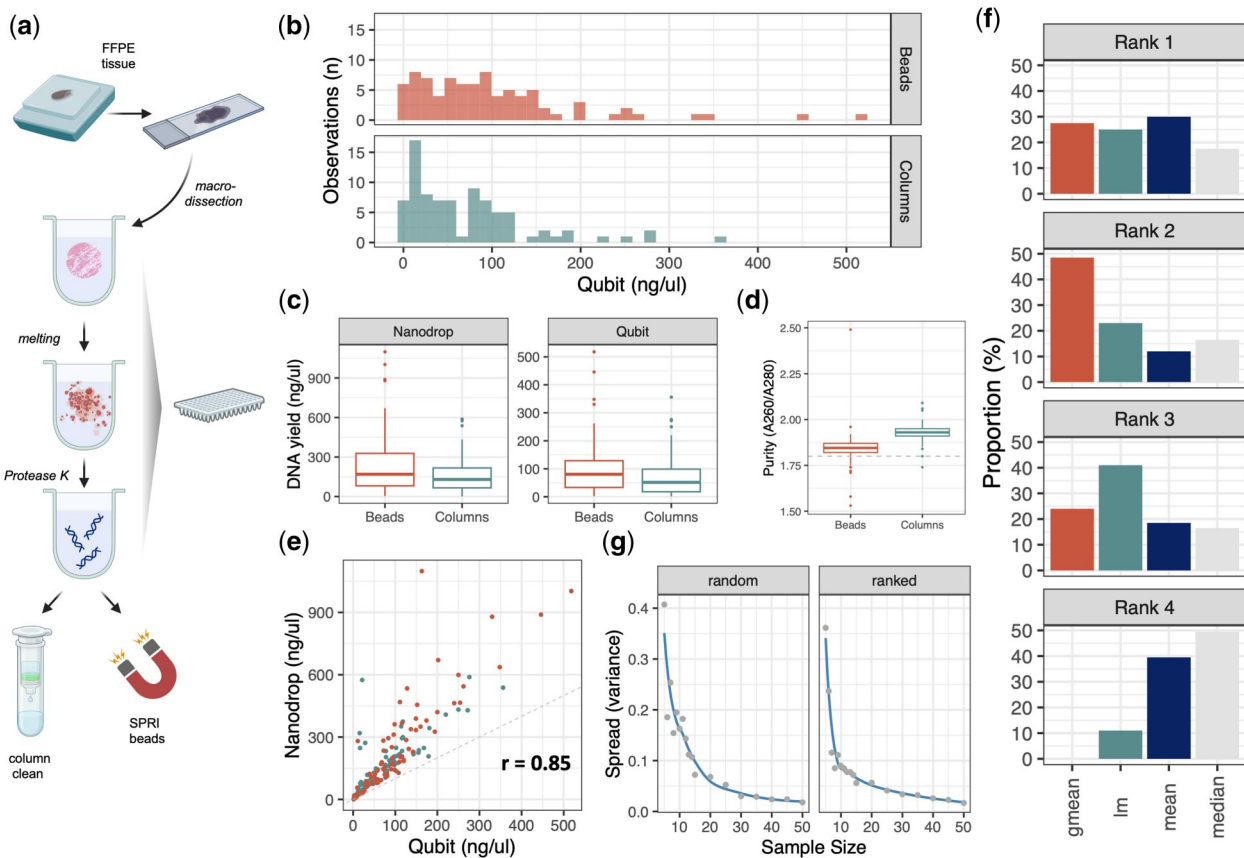 (a)
FFPE
tissue
macro-
dissection
melting
Protease K
column
clean
SPRI
beads
(b)
Observations (n)
15
10
5
0
Beads
15
10
5
0
Columns
0 100 200 300 400 500
Qubit (ng/ul)
(c)
DNA yield (ng/ul)
Nanodrop
900
600
300
0
Beads Columns
Qubit
500
400
300
200
100
0
Beads Columns
(d)
Purity (A260/A280)
2.50
2.25
2.00
1.75
1.50
Beads Columns
(e)
Nanodrop (ng/ul)
900
600
300
0
r = 0.85
0 100 200 300 400 500
Qubit (ng/ul)
(g)
Spread (variance)
random ranked
0.4
0.3
0.2
0.1
0.0
10 20 30 40 50 10 20 30 40 50
Sample Size
(f)
Proportion (%)
Rank 1
50
40
30
20
10
0
Rank 2
50
40
30
20
10
0
Rank 3
50
40
30
20
10
0
Rank 4
50
40
30
20
10
0
gmean lm mean median